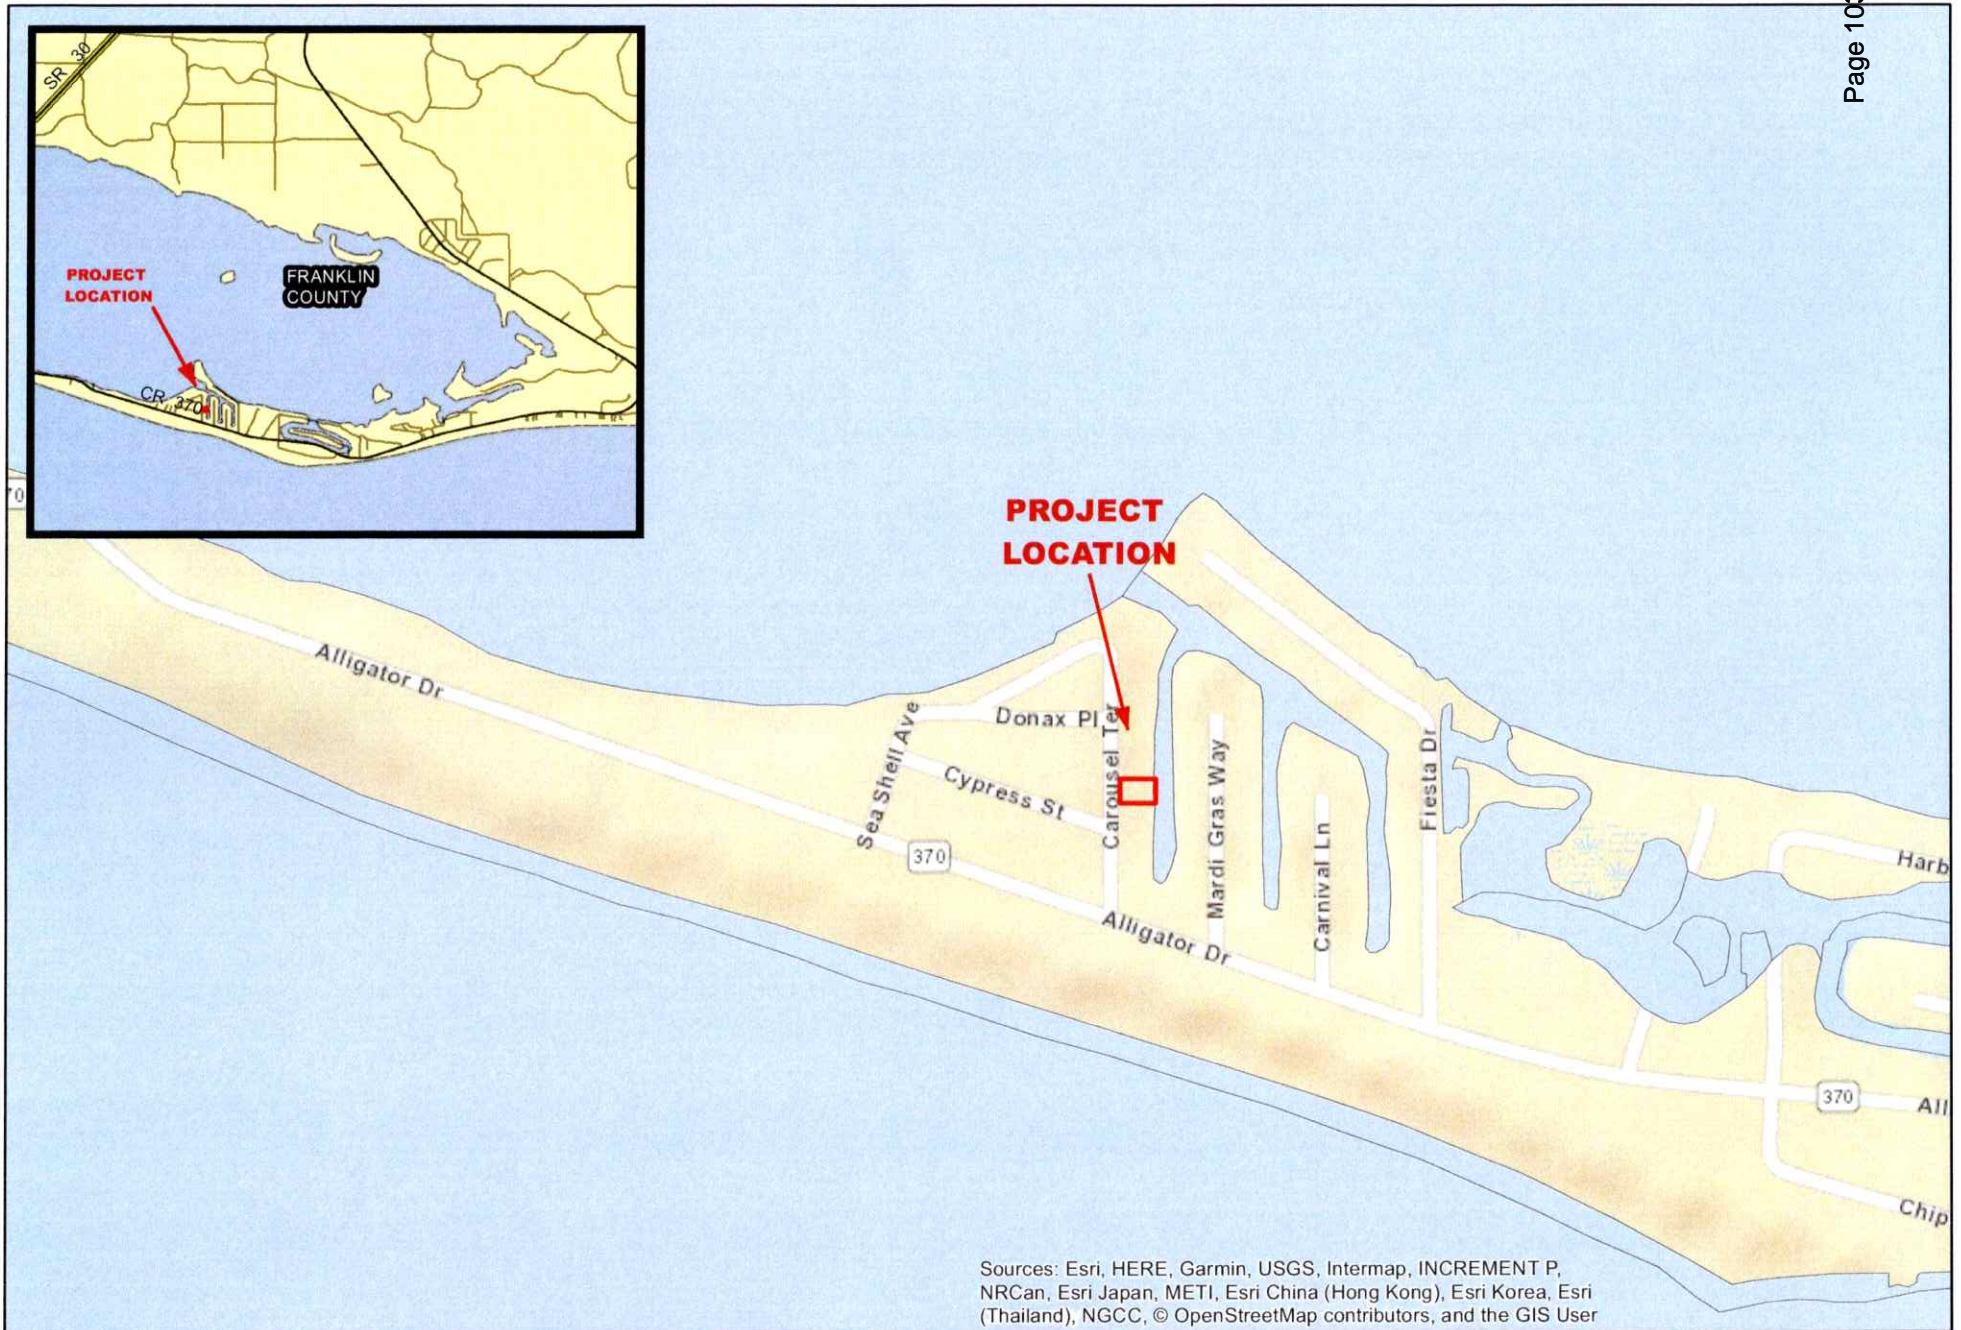 Page 103
SR 30
PROJECT
LOCATION
FRANKLIN
COUNTY
CR 370
PROJECT
LOCATION
Alligator Dr
Sea Shell Ave
Donax Pl
Cypress St
Carousel Ter
Mardi Gras Way
Carnival Ln
Fiesta Dr
370
Alligator Dr
Harb
370
All
Chip
Sources: Esri, HERE, Garmin, USGS, Intermap, INCREMENT P,
NRCan, Esri Japan, METI, Esri China (Hong Kong), Esri Korea, Esri
(Thailand), NGCC, © OpenStreetMap contributors, and the GIS User